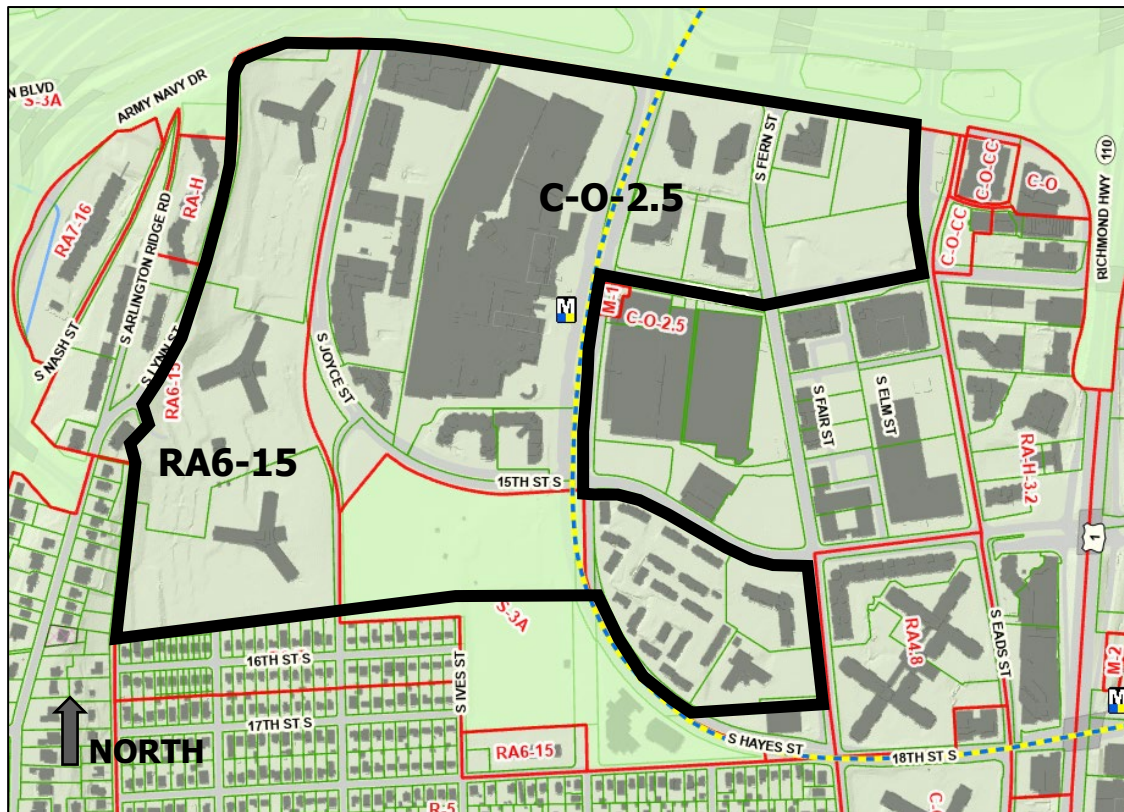 N BLVD
S-3A
ARMY NAVY DR
RA7-16
RA-H
S ARLINGTON RIDGE RD
S NASH ST
S LYNN ST
RA6-15
RA6-15
S JOYCE ST
C-O-2.5
S FERN ST
C-O-CC
C-O
C-O-CC
110
RICHMOND HWY
M
M-1
C-O-2.5
S FAIR ST
S ELM ST
RA-H-3.2
15TH ST S
1
S-3A
RA4.8
S EADS ST
M-2
M
16TH ST S
S IVES ST
17TH ST S
NORTH
RA6-15
S HAYES ST
18TH ST S
R-5